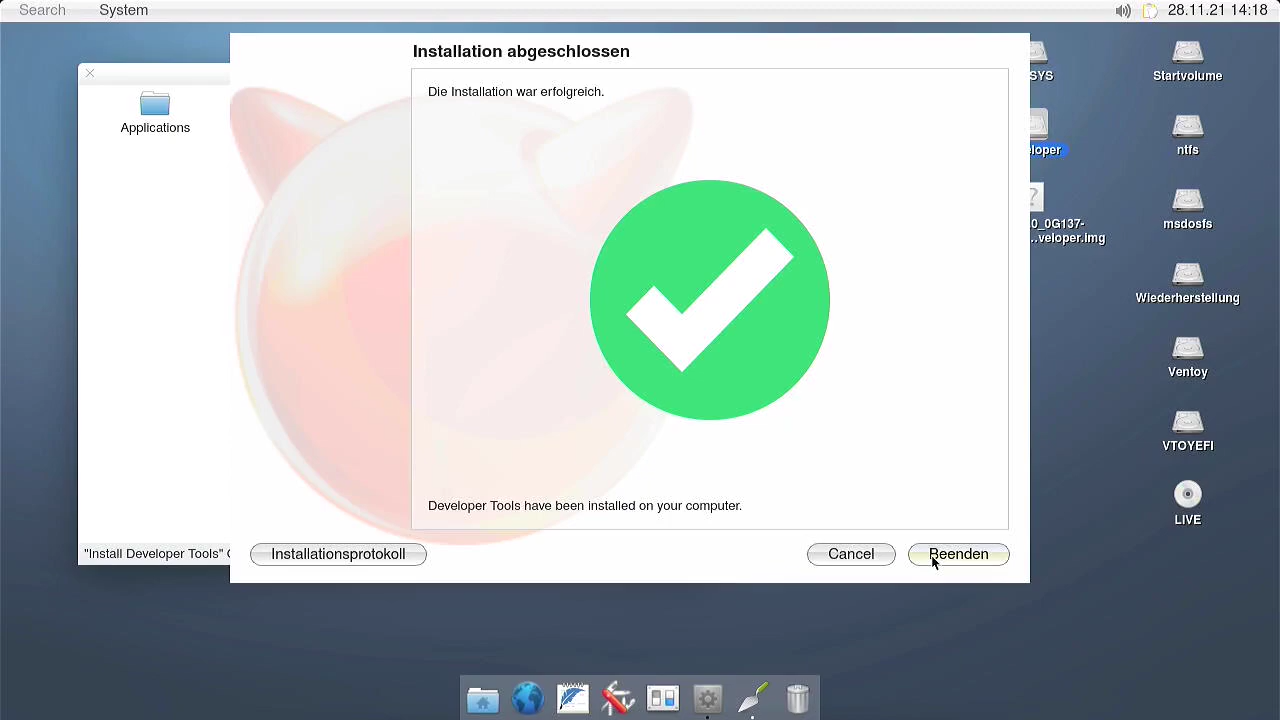 Search System 28.11.21 14:18
Installation abgeschlossen
Die Installation war erfolgreich.
Applications
Developer Tools have been installed on your computer.
"Install Developer Tools"
Installationsprotokoll
Cancel
Beenden
SYS
eloper
0_0G137-
...veloper.img
Startvolume
ntfs
msdosfs
Wiederherstellung
Ventoy
VTOYEFI
LIVE